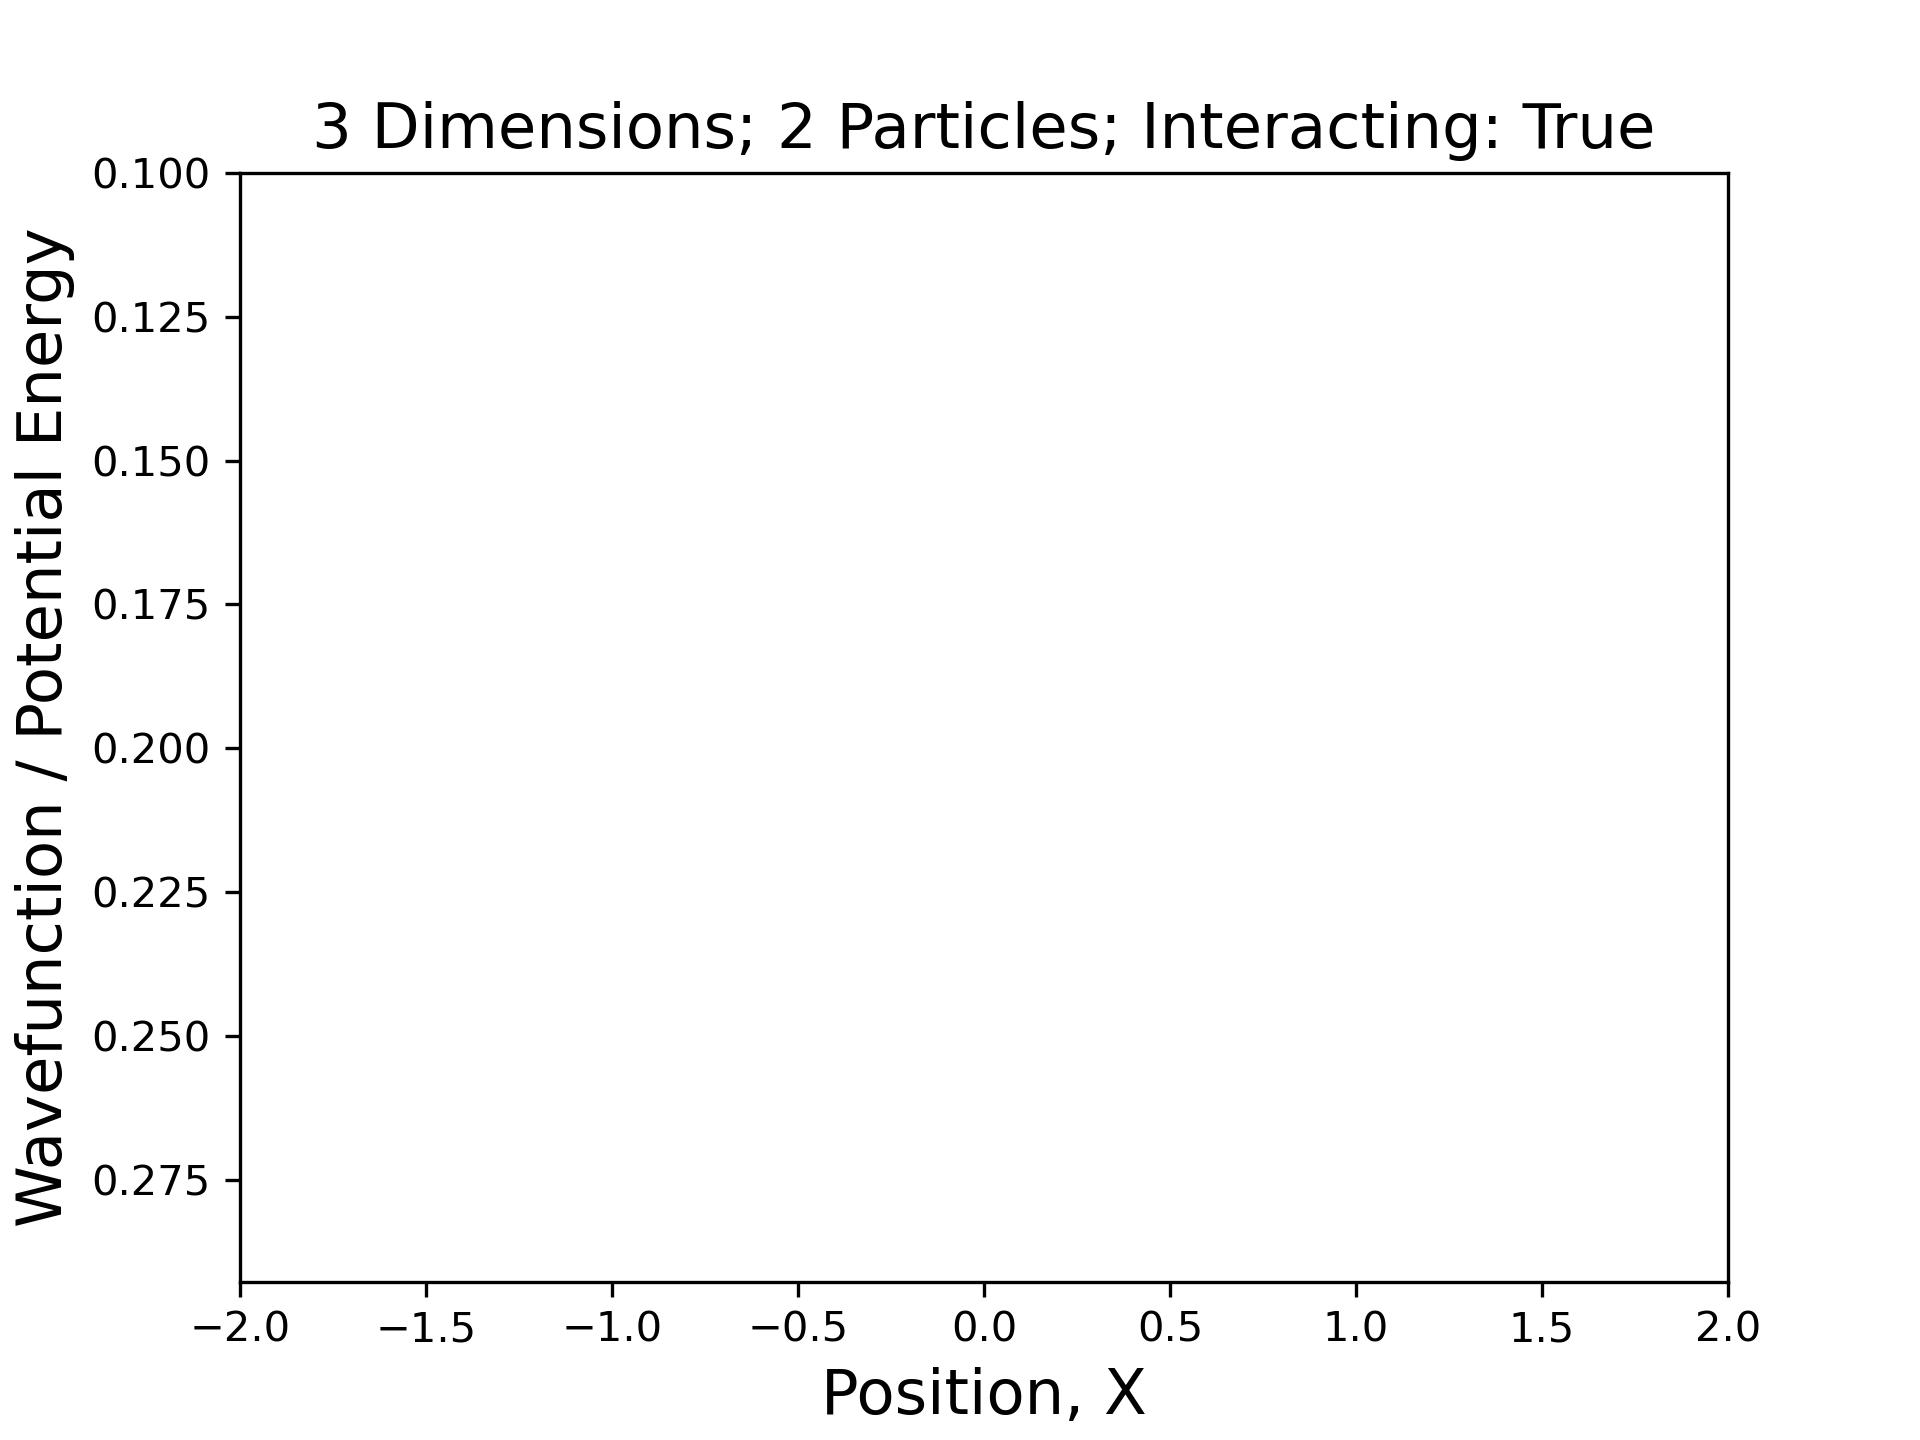 3 Dimensions; 2 Particles; Interacting: True
Wavefunction / Potential Energy
0.100
0.125
0.150
0.175
0.200
0.225
0.250
0.275
−2.0 −1.5 −1.0 −0.5 0.0 0.5 1.0 1.5 2.0
Position, X